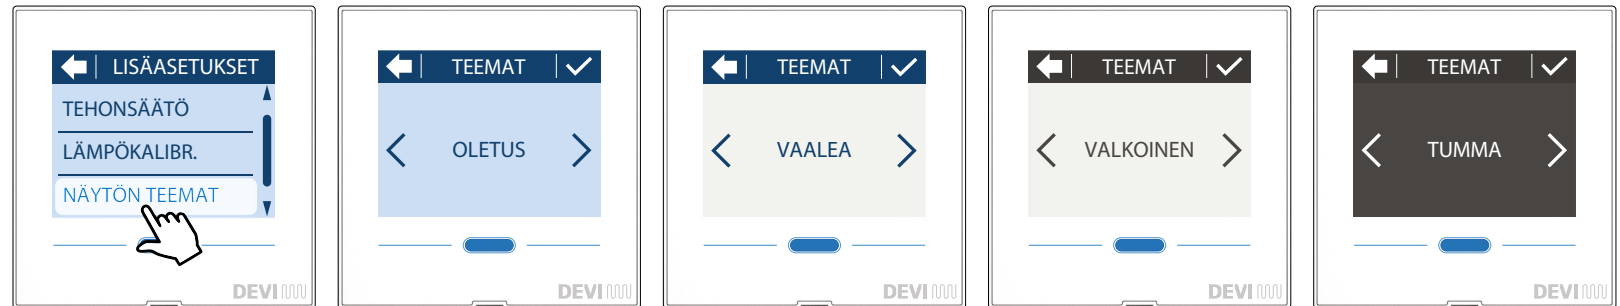 LISÄASETUKSET
TEHONSÄÄTÖ
LÄMPÖKALIBR.
NÄYTÖN TEEMAT
DEVI
TEEMAT
OLETUS
DEVI
TEEMAT
VAALEA
DEVI
TEEMAT
VALKOINEN
DEVI
TEEMAT
TUMMA
DEVI